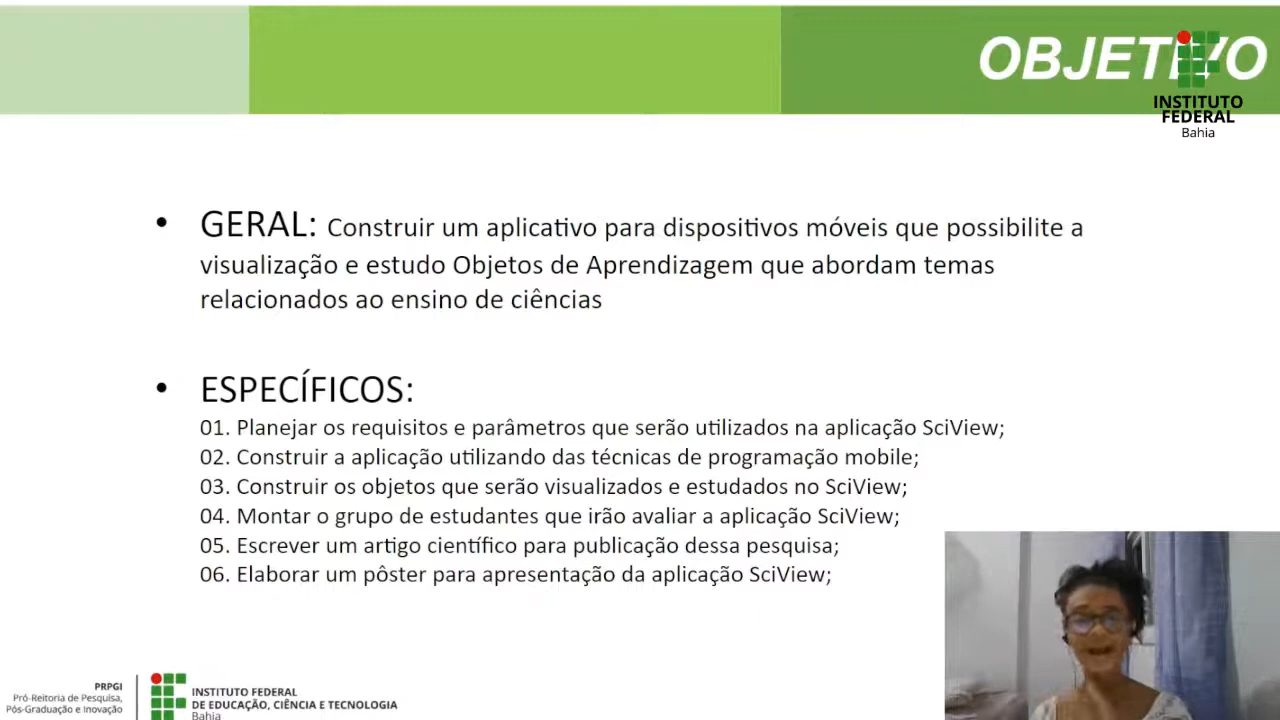 OBJETIVO
INSTITUTO
FEDERAL
Bahia
• GERAL: Construir um aplicativo para dispositivos móveis que possibilite a
visualização e estudo Objetos de Aprendizagem que abordam temas
relacionados ao ensino de ciências
• ESPECÍFICOS:
01. Planejar os requisitos e parâmetros que serão utilizados na aplicação SciView;
02. Construir a aplicação utilizando das técnicas de programação mobile;
03. Construir os objetos que serão visualizados e estudados no SciView;
04. Montar o grupo de estudantes que irão avaliar a aplicação SciView;
05. Escrever um artigo científico para publicação dessa pesquisa;
06. Elaborar um pôster para apresentação da aplicação SciView;
PRPGI
Pró-Reitoria de Pesquisa,
Pós-Graduação e Inovação
INSTITUTO FEDERAL
DE EDUCAÇÃO, CIÊNCIA E TECNOLOGIA
Bahia